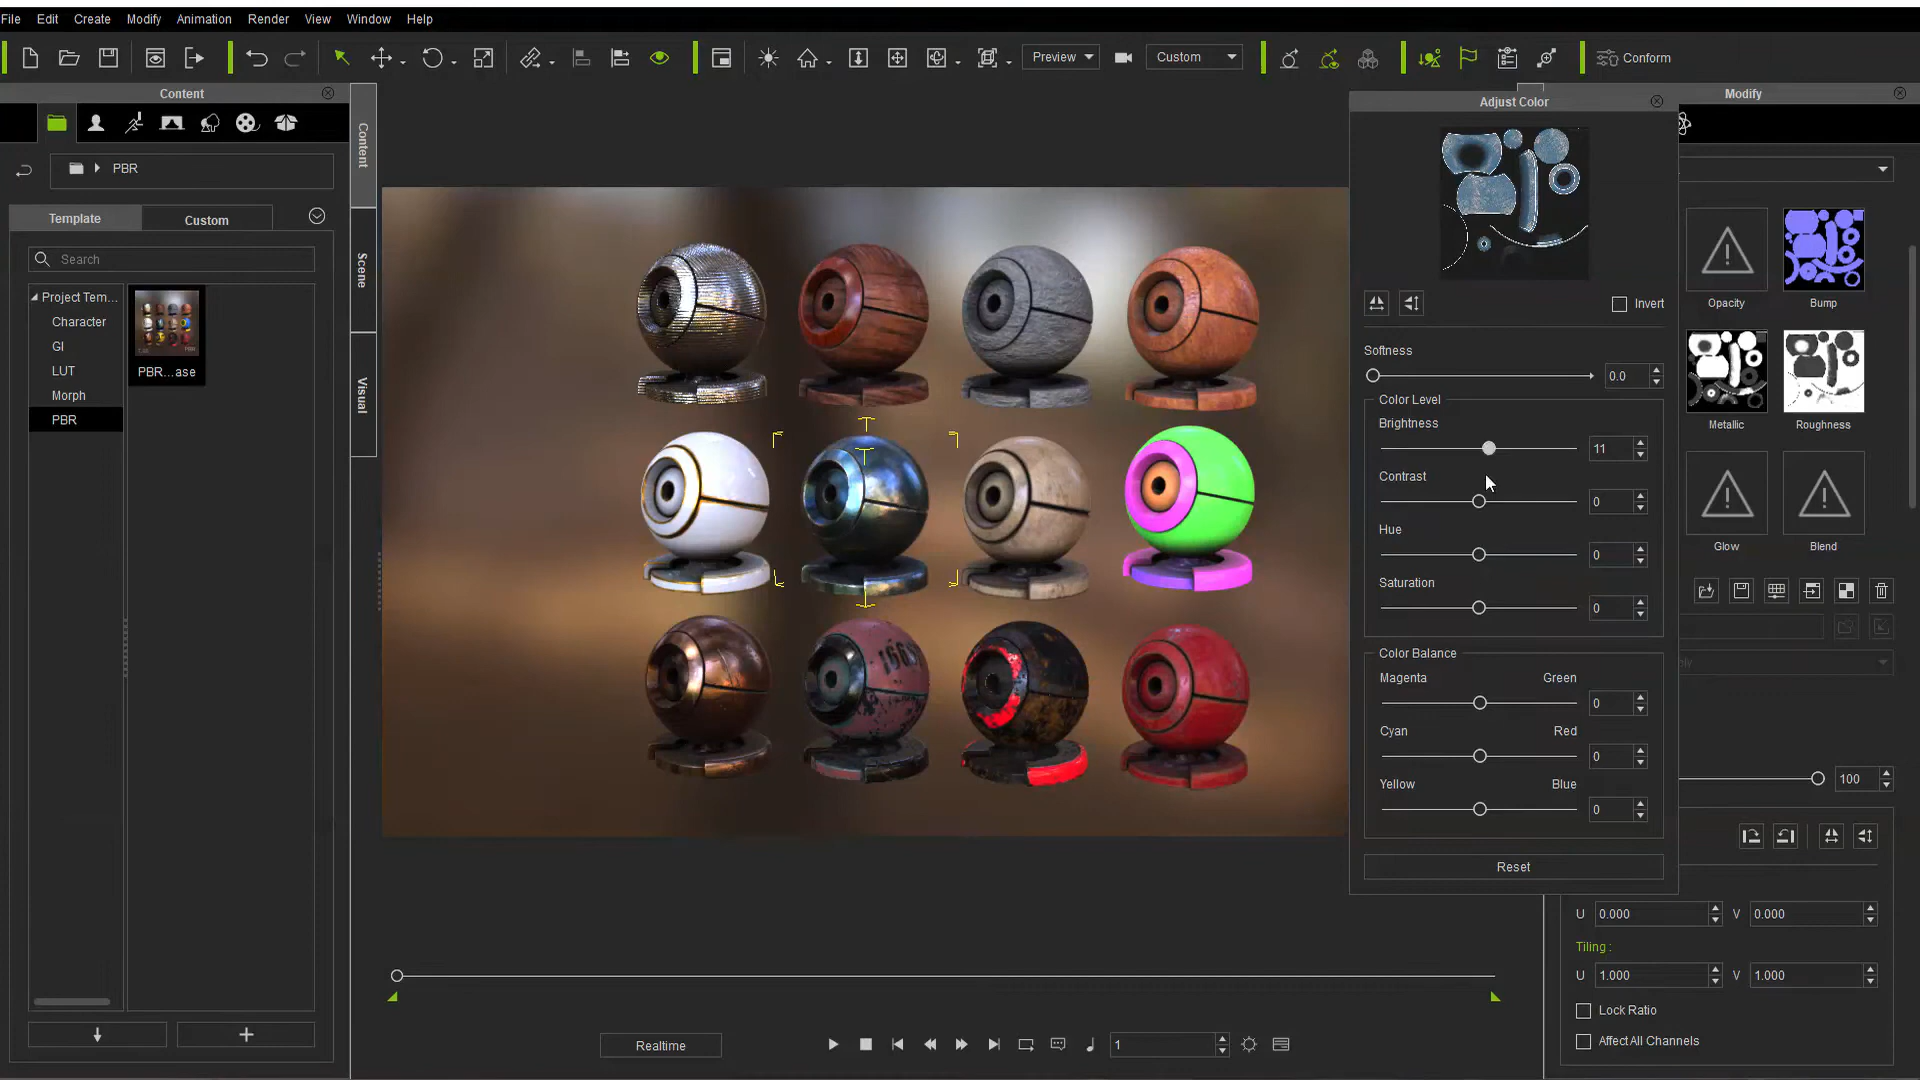 File Edit Create Modify Animation Render View Window Help
Preview Custom Conform
Content
PBR
Template Custom
Search
Project Tem...
Character
GI
LUT
Morph
PBR
PBR...ase
Content
Scene
Visual
1669
Adjust Color
Invert
Softness
0.0
Color Level
Brightness
11
Contrast
0
Hue
0
Saturation
0
Color Balance
Magenta Green
0
Cyan Red
0
Yellow Blue
0
Reset
Modify
Opacity Bump
Metallic Roughness
Glow Blend
100
U 0.000 V 0.000
Tiling :
U 1.000 V 1.000
Lock Ratio
Affect All Channels
Realtime
1